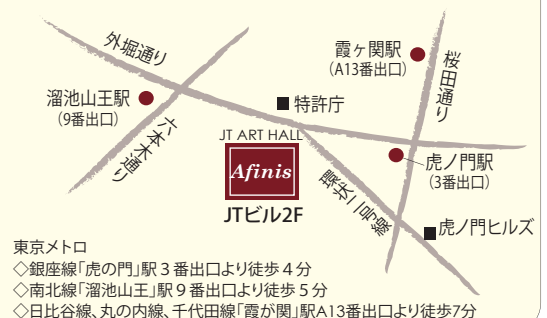 外堀通り
霞ヶ関駅
(A13番出口)
桜田通り
溜池山王駅
(9番出口)
特許庁
六本木通り
JT ART HALL
Afinis
JTビル2F
環状二号線
虎ノ門駅
(3番出口)
虎ノ門ヒルズ
東京メトロ
◇銀座線「虎の門」駅３番出口より徒歩４分
◇南北線「溜池山王」駅９番出口より徒歩５分
◇日比谷線、丸の内線、千代田線「霞が関」駅A13番出口より徒歩7分